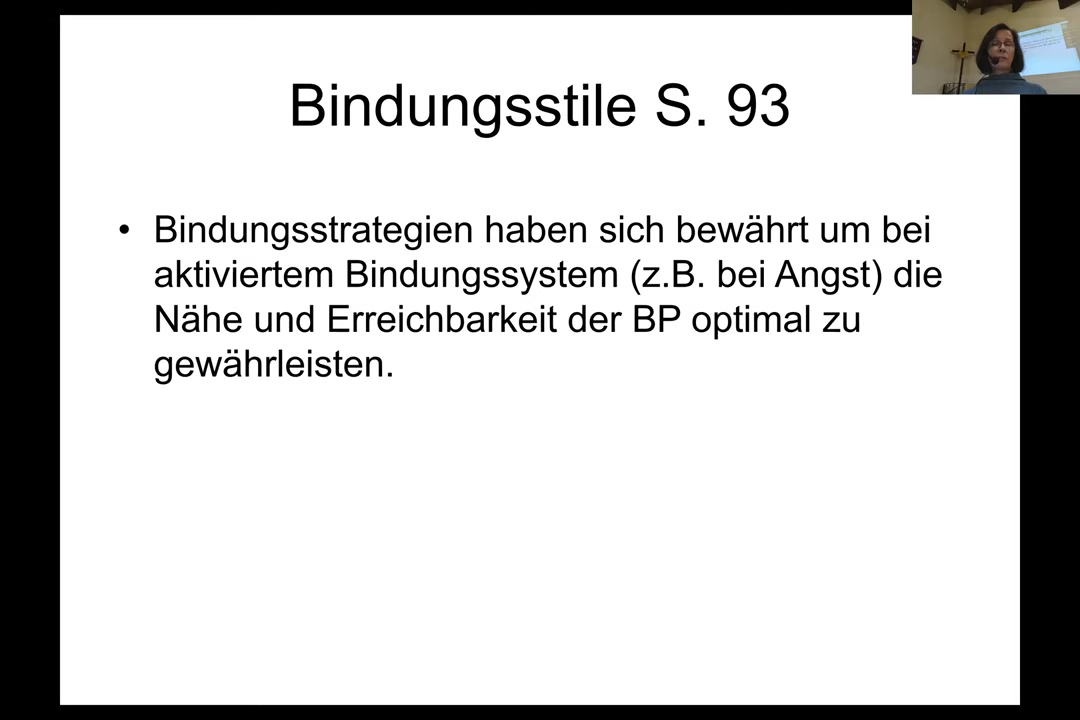 Bindungsstile S. 93
• Bindungsstrategien haben sich bewährt um bei
aktiviertem Bindungssystem (z.B. bei Angst) die
Nähe und Erreichbarkeit der BP optimal zu
gewährleisten.